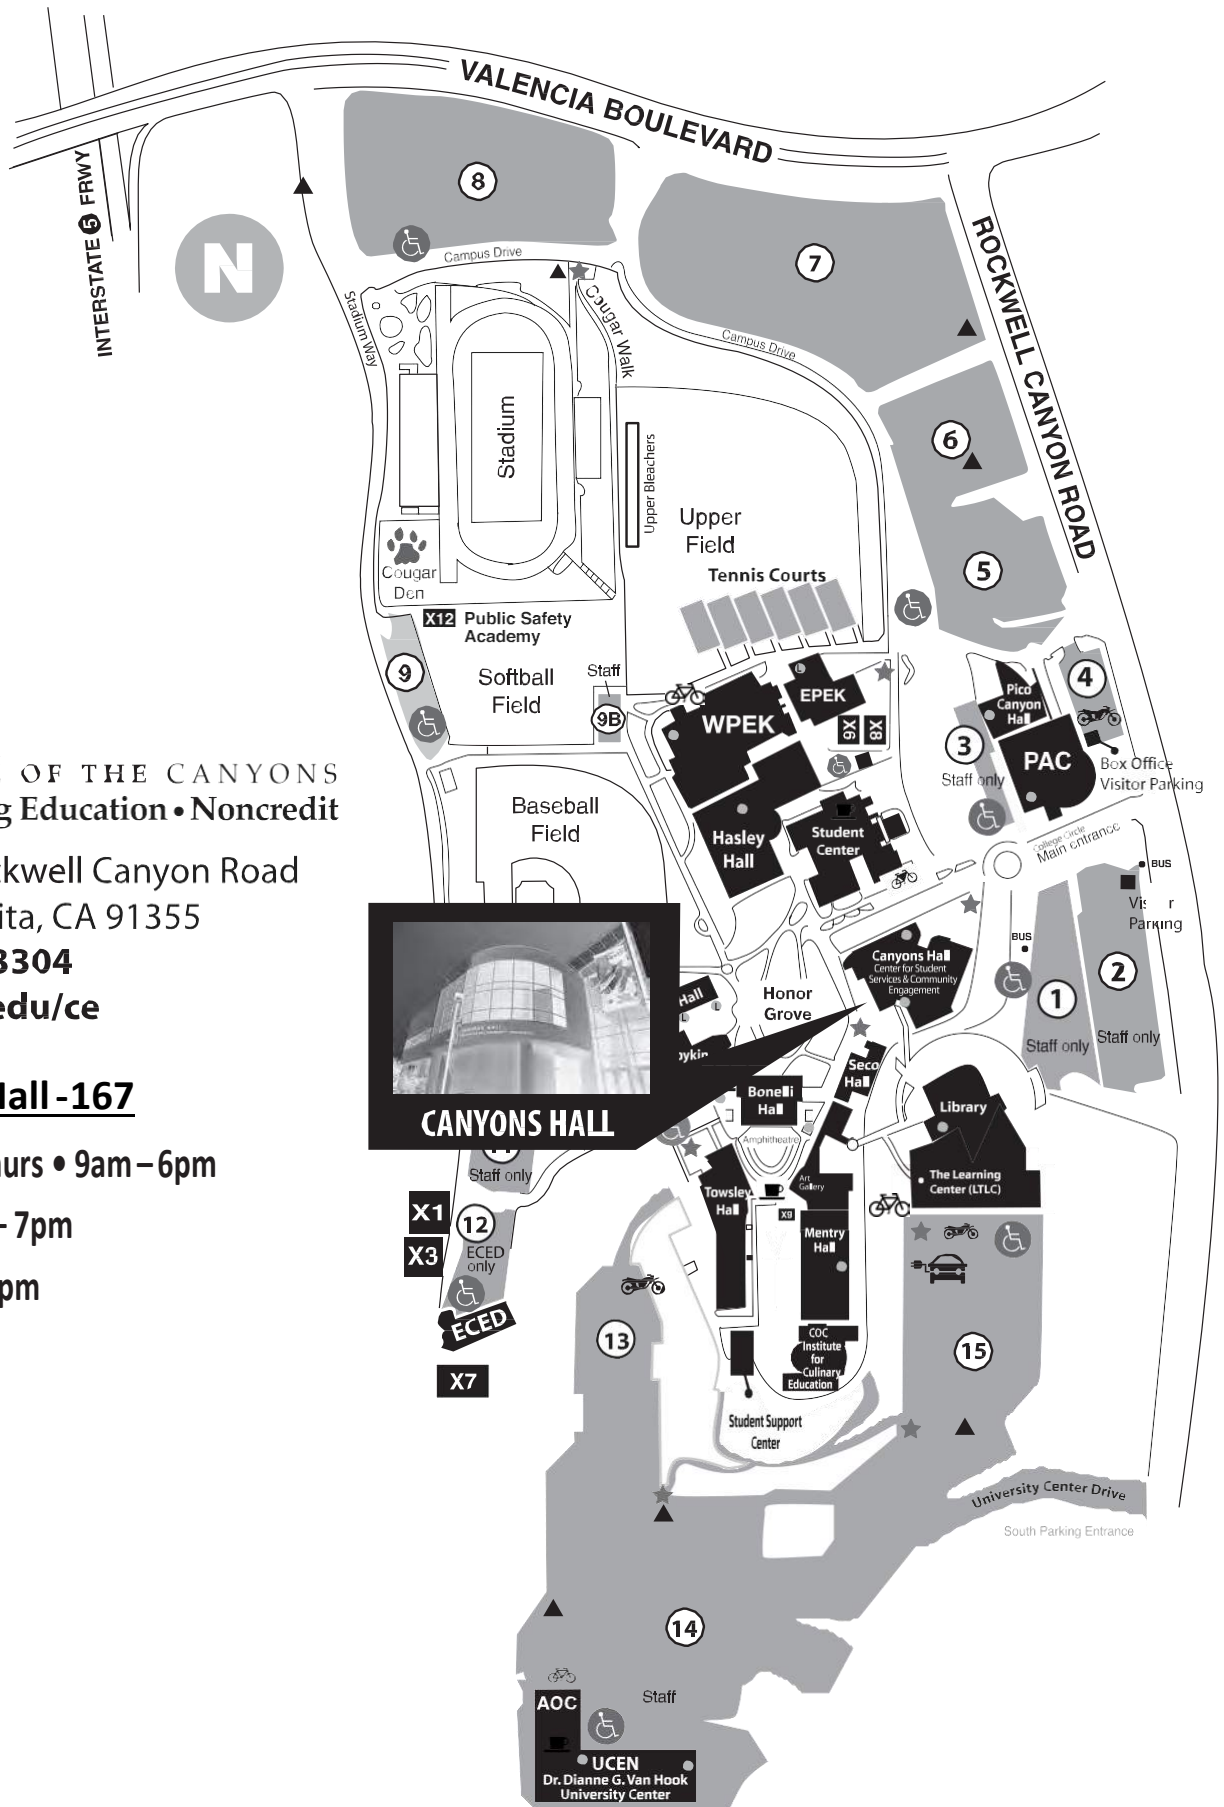 VALENCIA BOULEVARD
INTERSTATE 5 FRWY
N
8
7
Campus Drive
Stadium Way
Cougar Walk
Campus Drive
ROCKWELL CANYON ROAD
6
Stadium
Upper Bleachers
Upper
Field
5
Cougar
Den
Tennis Courts
X12 Public Safety
Academy
9
Softball
Field
Staff
9B
EPEK
WPEK
X6
X8
Pico
Canyon
Hall
4
3
Staff only
PAC
Box Office
Visitor Parking
OF THE CANYONS
Education • Noncredit
Canyon Road
CA 91355
3304
edu/ce
-167
• 9am – 6pm
– 7pm
pm
Baseball
Field
Hasley
Hall
Student
Center
College Circle
Main entrance
BUS
Parking
BUS
Canyons Hall
Center for Student
Services & Community
Engagement
1
Staff only
2
Staff only
Hall
Honor
Grove
CANYONS HALL
Seco
Hall
Bonelli
Hall
Library
Amphitheatre
The Learning
Center (LTLC)
Staff only
Towsley
Hall
Art
Gallery
X9
Mentry
Hall
X1
X3
12
ECED
only
ECED
X7
13
COC
Institute
for
Culinary
Education
15
Student Support
Center
University Center Drive
South Parking Entrance
14
Staff
AOC
UCEN
Dr. Dianne G. Van Hook
University Center